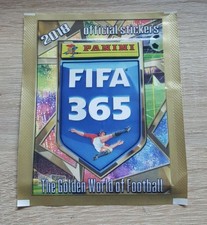 2018 official stickers
PANINI
FIFA
365
The Golden World of Football